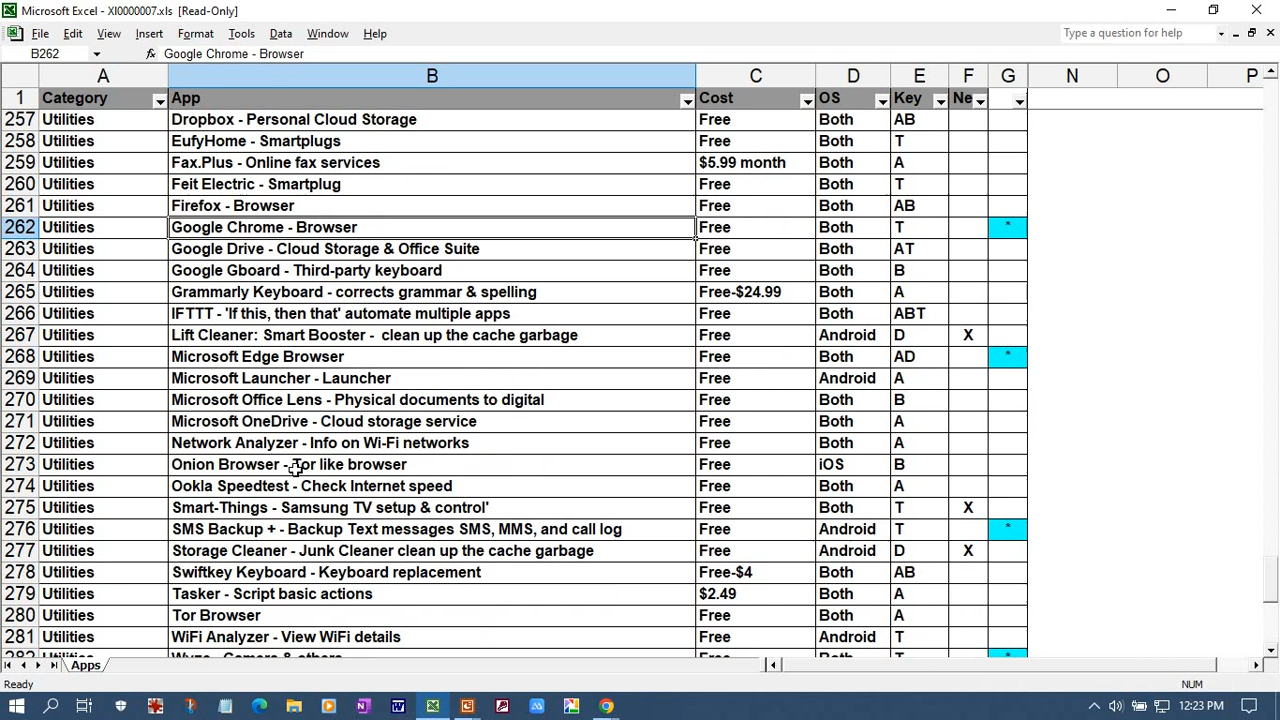 Microsoft Excel - XI0000007.xls [Read-Only]
File Edit View Insert Format Tools Data Window Help Type a question for help
B262 fx Google Chrome - Browser
A B C D E F G N O P
1 Category App Cost OS Key Ne
257 Utilities Dropbox - Personal Cloud Storage Free Both AB
258 Utilities EufyHome - Smartplugs Free Both T
259 Utilities Fax.Plus - Online fax services $5.99 month Both A
260 Utilities Feit Electric - Smartplug Free Both T
261 Utilities Firefox - Browser Free Both AB
262 Utilities Google Chrome - Browser Free Both T *
263 Utilities Google Drive - Cloud Storage & Office Suite Free Both AT
264 Utilities Google Gboard - Third-party keyboard Free Both B
265 Utilities Grammarly Keyboard - corrects grammar & spelling Free-$24.99 Both A
266 Utilities IFTTT - 'If this, then that' automate multiple apps Free Both ABT
267 Utilities Lift Cleaner: Smart Booster - clean up the cache garbage Free Android D X
268 Utilities Microsoft Edge Browser Free Both AD *
269 Utilities Microsoft Launcher - Launcher Free Android A
270 Utilities Microsoft Office Lens - Physical documents to digital Free Both B
271 Utilities Microsoft OneDrive - Cloud storage service Free Both A
272 Utilities Network Analyzer - Info on Wi-Fi networks Free Both A
273 Utilities Onion Browser - Tor like browser Free iOS B
274 Utilities Ookla Speedtest - Check Internet speed Free Both A
275 Utilities Smart-Things - Samsung TV setup & control' Free Both T X
276 Utilities SMS Backup + - Backup Text messages SMS, MMS, and call log Free Android T *
277 Utilities Storage Cleaner - Junk Cleaner clean up the cache garbage Free Android D X
278 Utilities Swiftkey Keyboard - Keyboard replacement Free-$4 Both AB
279 Utilities Tasker - Script basic actions $2.49 Both A
280 Utilities Tor Browser Free Both A
281 Utilities WiFi Analyzer - View WiFi details Free Android T
282 Utilities Wyze - Camera & others Free Both T *
Apps
Ready NUM
12:23 PM